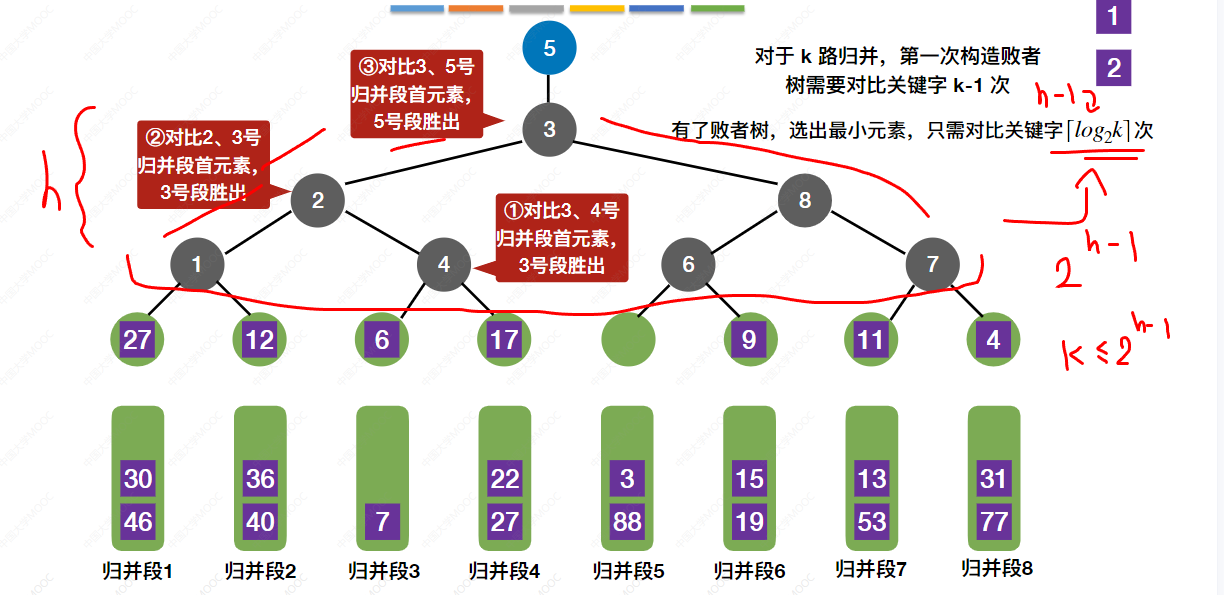 1
5
对于 k 路归并，第一次构造败者
树需要对比关键字 k-1 次
2
③对比3、5号
归并段首元素，
5号段胜出
h-1次
有了败者树，选出最小元素，只需对比关键字⌈log₂k⌉次
3
②对比2、3号
归并段首元素，
3号段胜出
h
2
8
①对比3、4号
归并段首元素，
3号段胜出
1
4
6
7
2^h-1
27
12
6
17
9
11
4
K ≤ 2^h-1
30
36
22
3
15
13
31
46
40
7
27
88
19
53
77
归并段1
归并段2
归并段3
归并段4
归并段5
归并段6
归并段7
归并段8